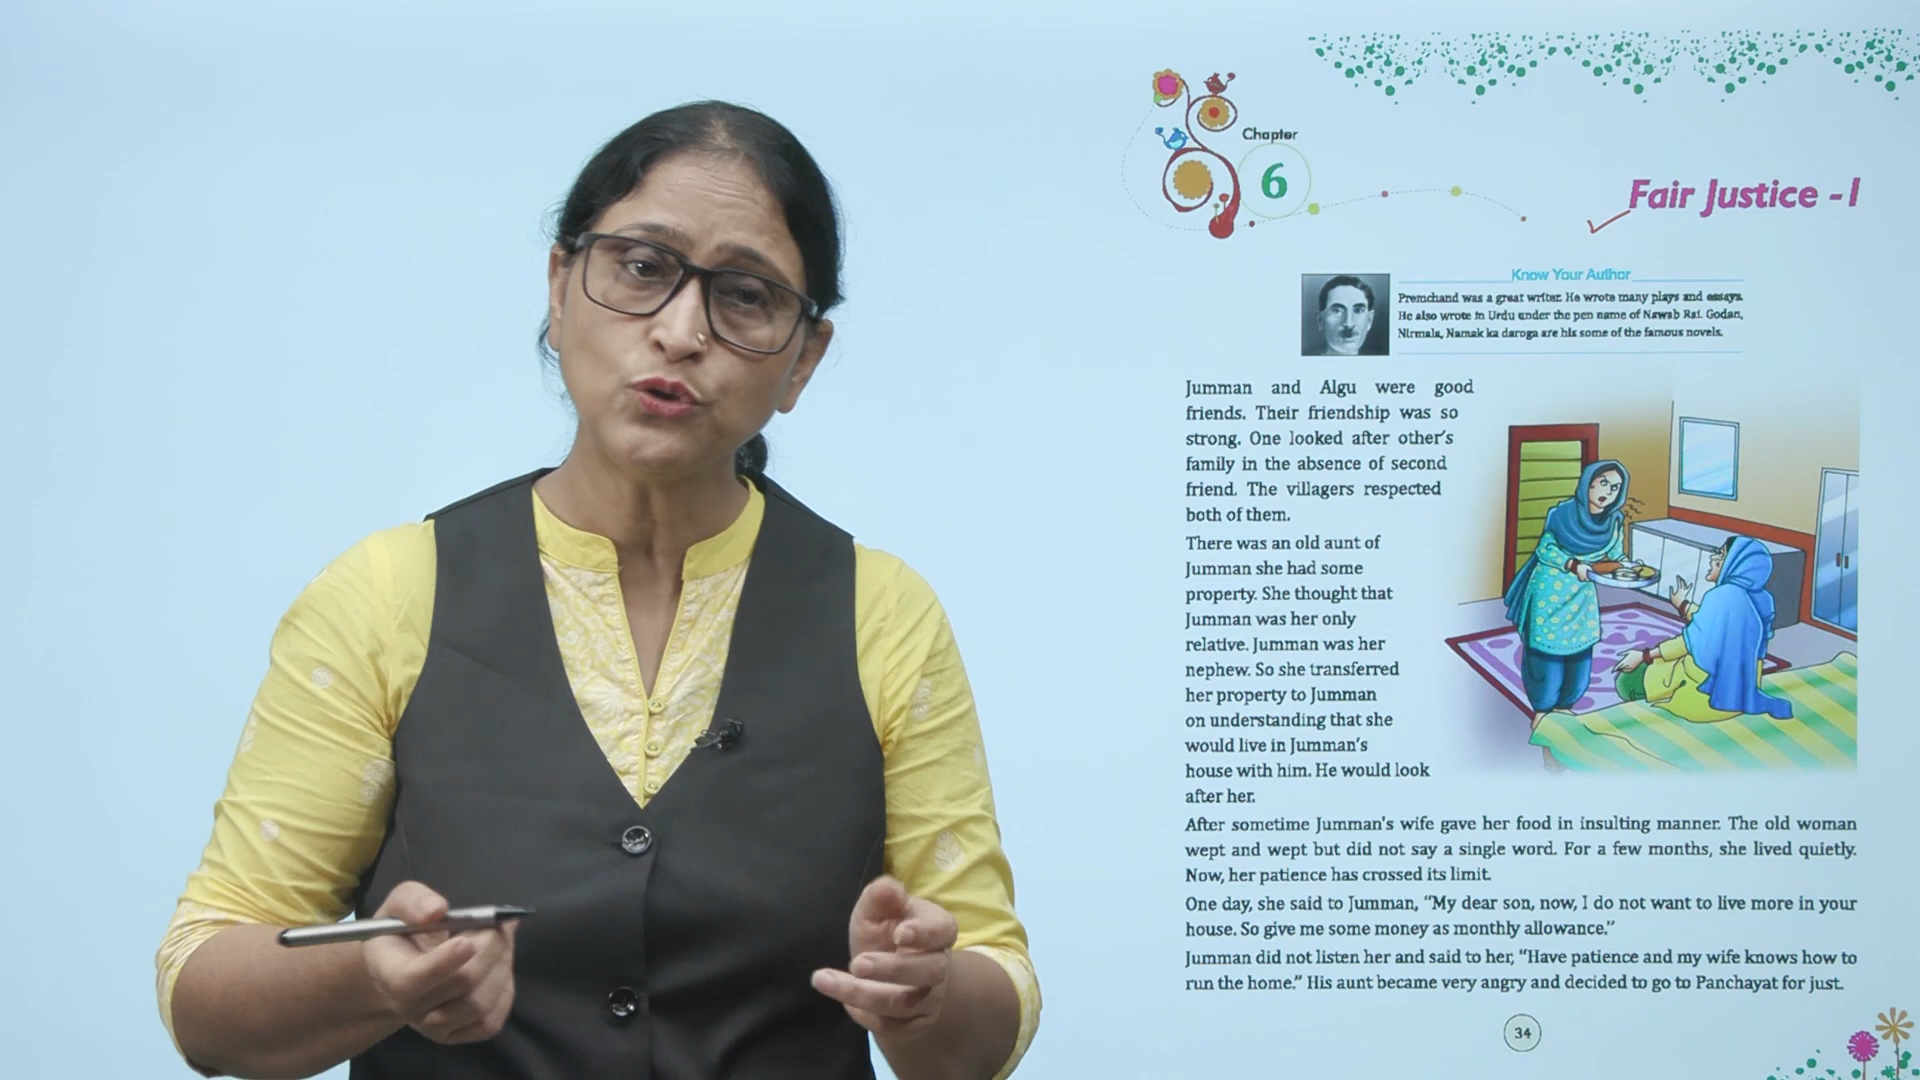 Chapter
6
Fair Justice -I
Know Your Author
Premchand was a great writer. He wrote many plays and essays.
He also wrote in Urdu under the pen name of Nawab Rai. Godan,
Nirmala, Namak ka daroga are his some of the famous novels.
Jumman and Algu were good
friends. Their friendship was so
strong. One looked after other's
family in the absence of second
friend. The villagers respected
both of them.
There was an old aunt of
Jumman she had some
property. She thought that
Jumman was her only
relative. Jumman was her
nephew. So she transferred
her property to Jumman
on understanding that she
would live in Jumman's
house with him. He would look
after her.
After sometime Jumman's wife gave her food in insulting manner. The old woman
wept and wept but did not say a single word. For a few months, she lived quietly.
Now, her patience has crossed its limit.
One day, she said to Jumman, "My dear son, now, I do not want to live more in your
house. So give me some money as monthly allowance."
Jumman did not listen her and said to her, "Have patience and my wife knows how to
run the home." His aunt became very angry and decided to go to Panchayat for just.
34